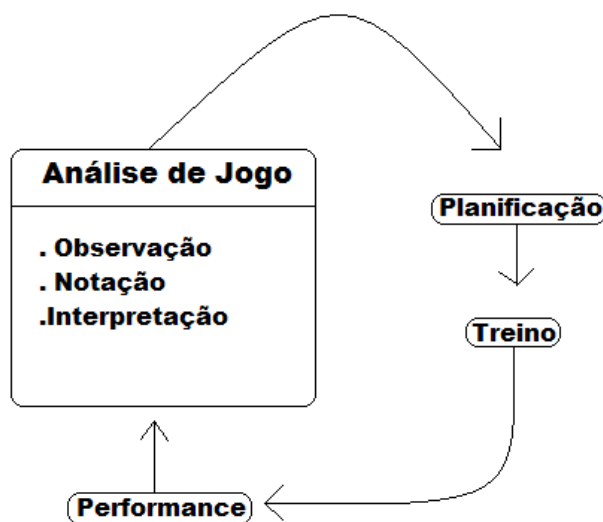 Análise de Jogo
. Observação
. Notação
.Interpretação
Planificação
Treino
Performance